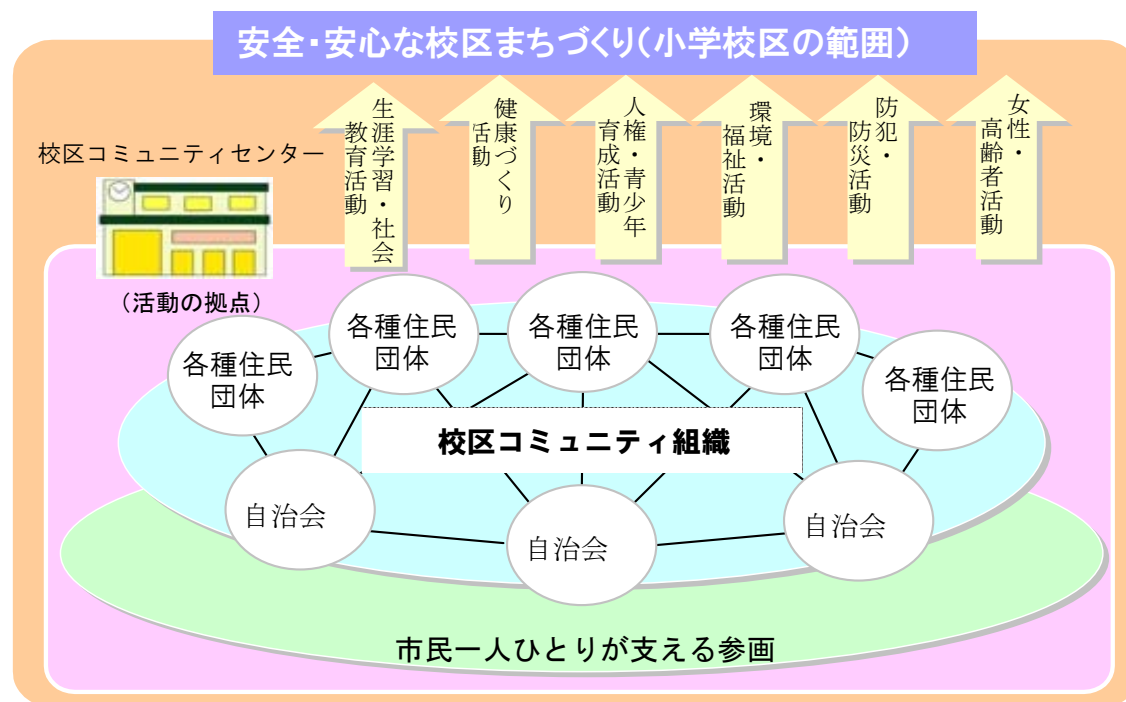 安全・安心な校区まちづくり（小学校区の範囲）
校区コミュニティセンター
（活動の拠点）
生涯学習・社会
教育活動
健康づくり
活動
人権・青少年
育成活動
環境・
福祉活動
防犯・
防災活動
女性・
高齢者活動
各種住民
団体
各種住民
団体
各種住民
団体
各種住民
団体
各種住民
団体
校区コミュニティ組織
自治会
自治会
自治会
市民一人ひとりが支える参画